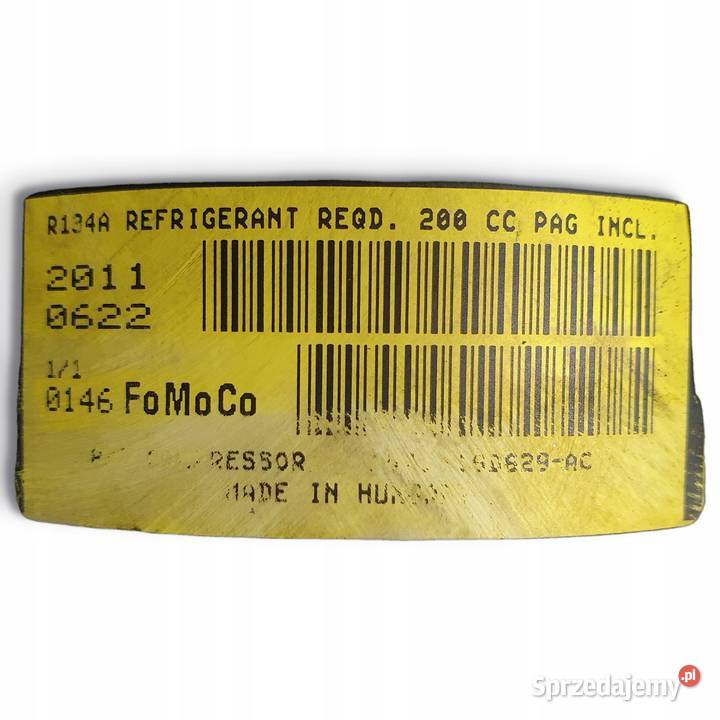 R134A REFRIGERANT REQD. 200 CC PAG INCL.
2011
0622
1/1
0146 FoMoCo
MADE IN
Sprzedajemy.pl